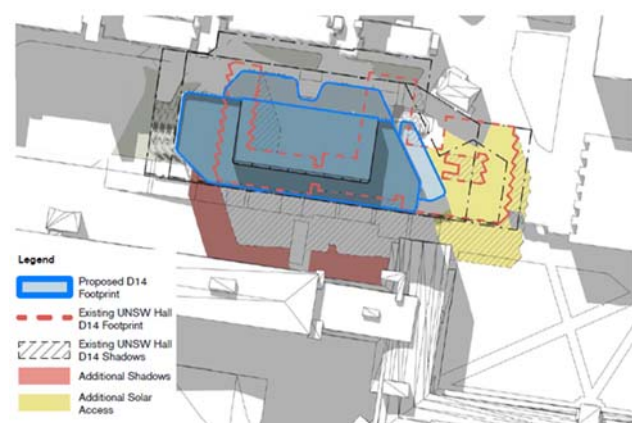 Legend
Proposed D14
Footprint
Existing UNSW Hall
D14 Footprint
Existing UNSW Hall
D14 Shadows
Additional Shadows
Additional Solar
Access